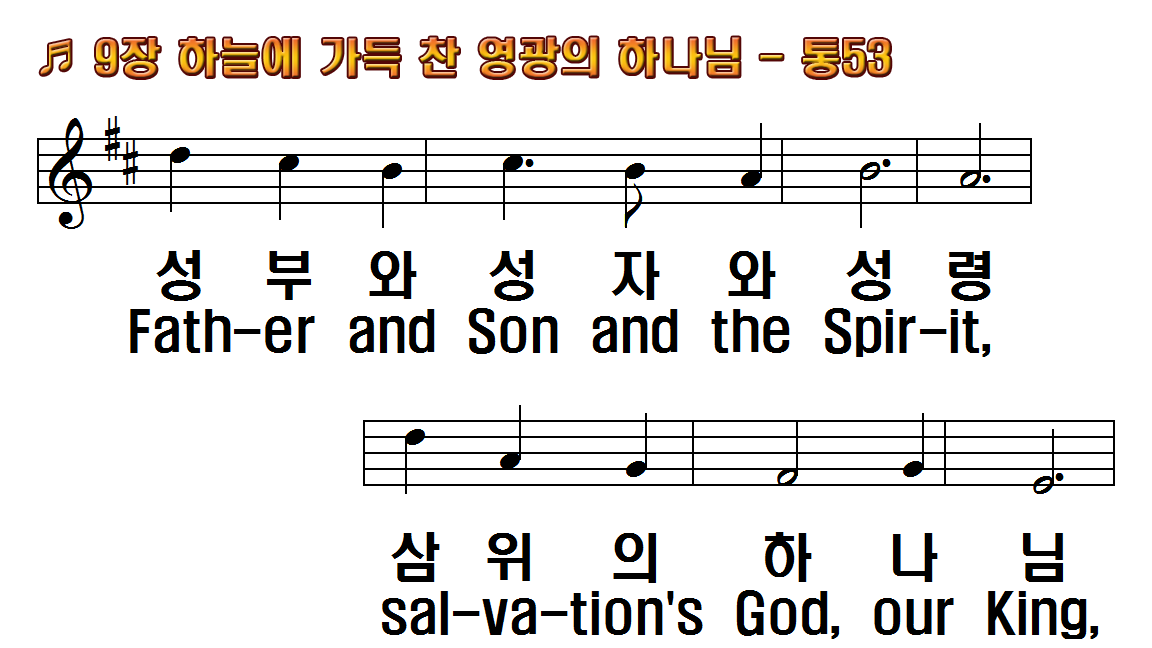 ♬ 9장 하늘에 가득 찬 영광의 하나님 - 통53
성 부 와 성 자 와 성 령
Fath-er and Son and the Spir-it,
삼 위 의 하 나 님
sal-va-tion's God, our King,